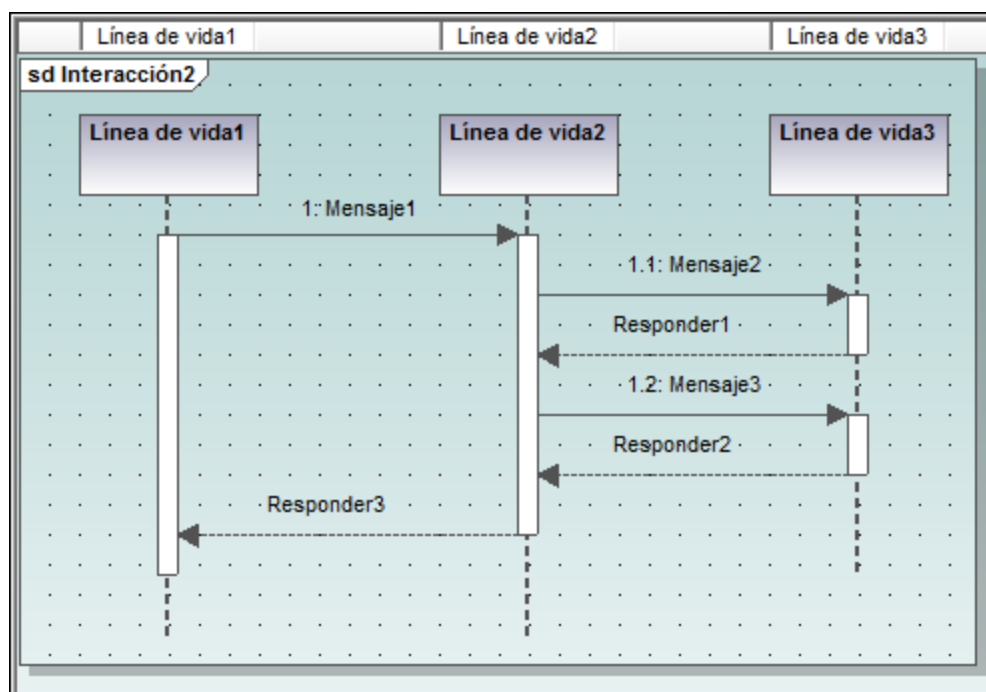 Línea de vida1 Línea de vida2 Línea de vida3
sd Interacción2
Línea de vida1 Línea de vida2 Línea de vida3
1: Mensaje1
1.1: Mensaje2
Responder1
1.2: Mensaje3
Responder2
Responder3